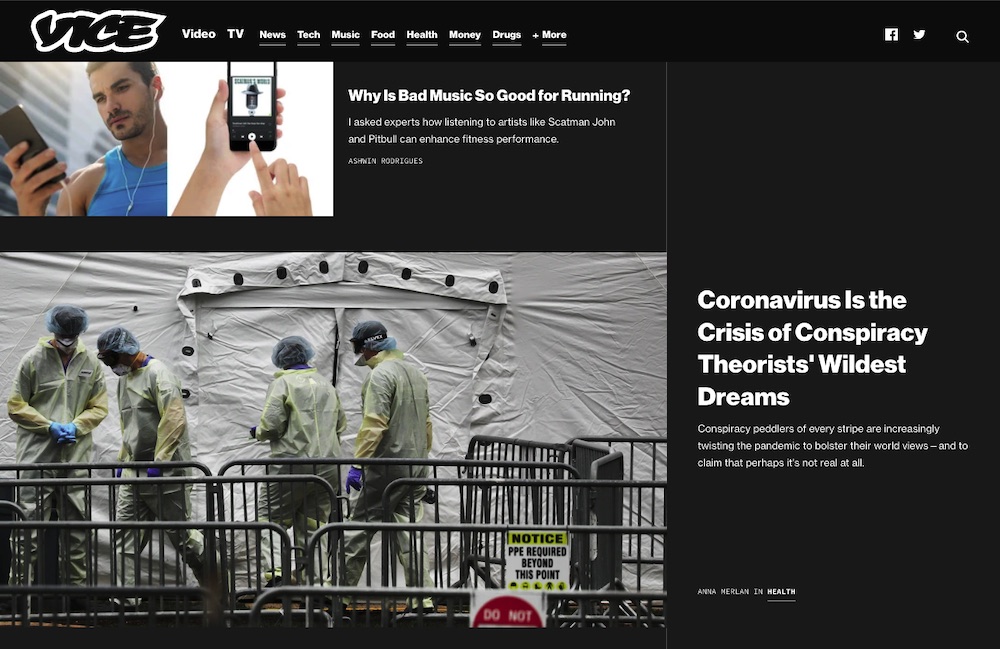 VICE
Video TV News Tech Music Food Health Money Drugs + More
SCATMAN'S WORLD
Why Is Bad Music So Good for Running?
I asked experts how listening to artists like Scatman John
and Pitbull can enhance fitness performance.
ASHWIN RODRIGUES
NOTICE
PPE REQUIRED
BEYOND
THIS POINT
DO NOT
Coronavirus Is the
Crisis of Conspiracy
Theorists' Wildest
Dreams
Conspiracy peddlers of every stripe are increasingly
twisting the pandemic to bolster their world views – and to
claim that perhaps it's not real at all.
ANNA MERLAN IN HEALTH